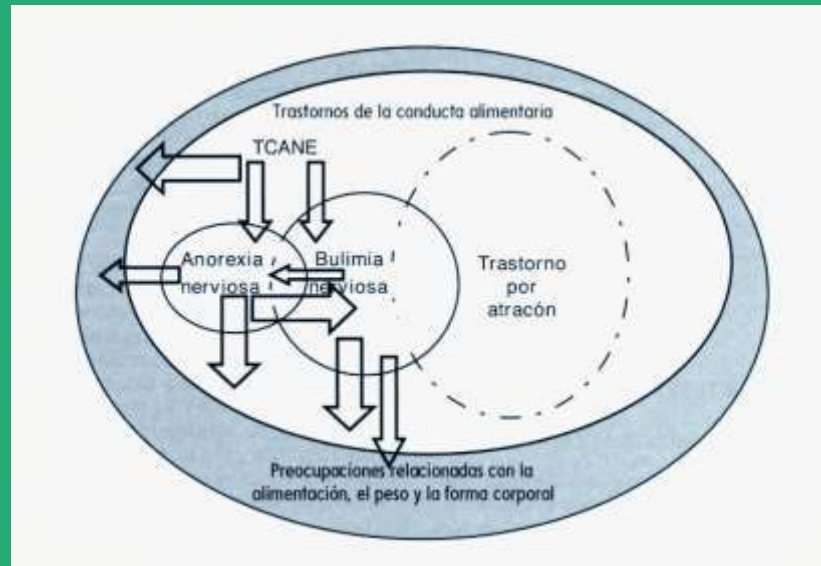 Trastornos de la conducta alimentaria
TCANE
Anorexia
nerviosa
Bulimia
nerviosa
Trastorno
por
atracón
Preocupaciones relacionadas con la
alimentación, el peso y la forma corporal